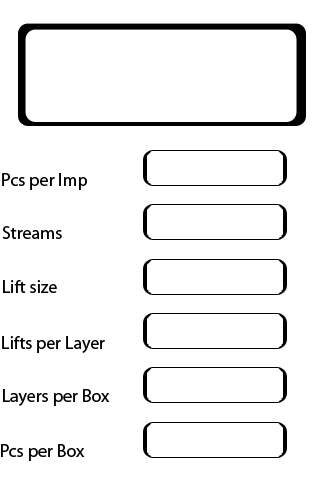 Pcs per Imp
Streams
Lift size
Lifts per Layer
Layers per Box
Pcs per Box